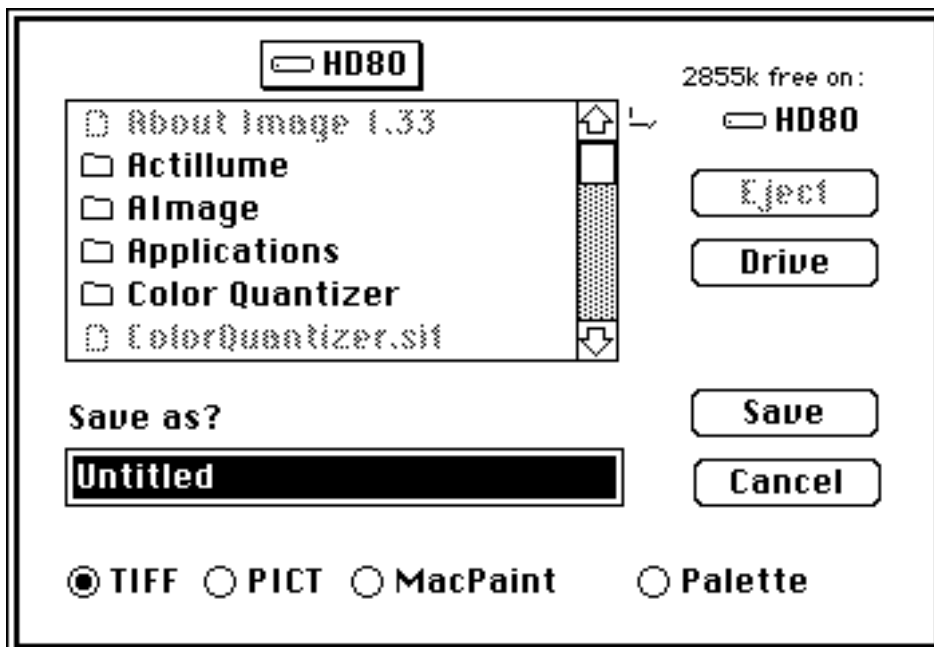 HD80
2855k free on:
HD80
About Image 1.33
Actillume
AImage
Applications
Color Quantizer
ColorQuantizer.sit
Eject
Drive
Save as?
Untitled
Save
Cancel
TIFF PICT MacPaint Palette